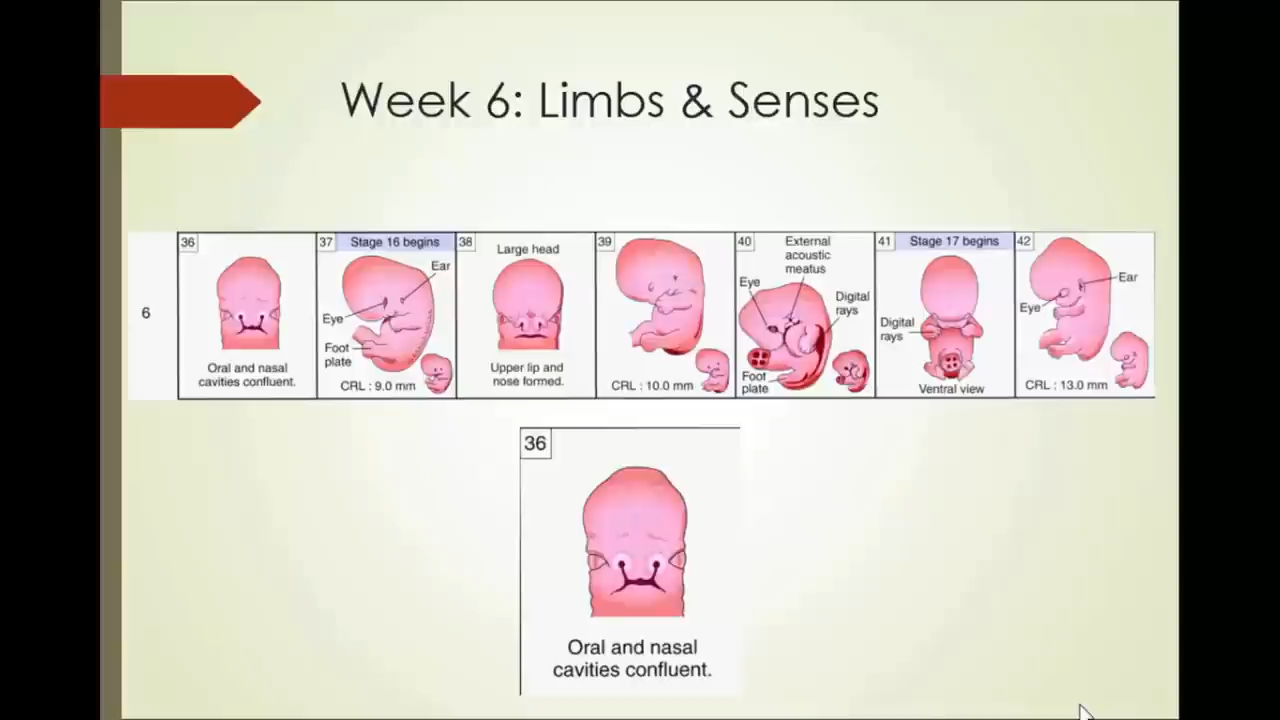 Week 6: Limbs & Senses
6
36
Oral and nasal
cavities confluent.
37
Stage 16 begins
Ear
Eye
Foot
plate
CRL : 9.0 mm
38
Large head
Upper lip and
nose formed.
39
CRL : 10.0 mm
40
External
acoustic
meatus
Eye
Digital
rays
Foot
plate
41
Stage 17 begins
Digital
rays
Ventral view
42
Ear
Eye
CRL : 13.0 mm
36
Oral and nasal
cavities confluent.